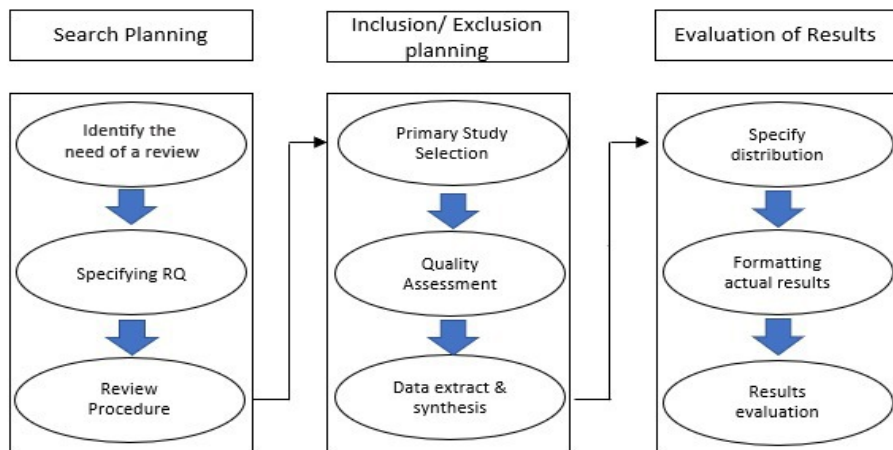 Search Planning
Identify the
need of a review
Specifying RQ
Review
Procedure
Inclusion/ Exclusion
planning
Primary Study
Selection
Quality
Assessment
Data extract &
synthesis
Evaluation of Results
Specify
distribution
Formatting
actual results
Results
evaluation